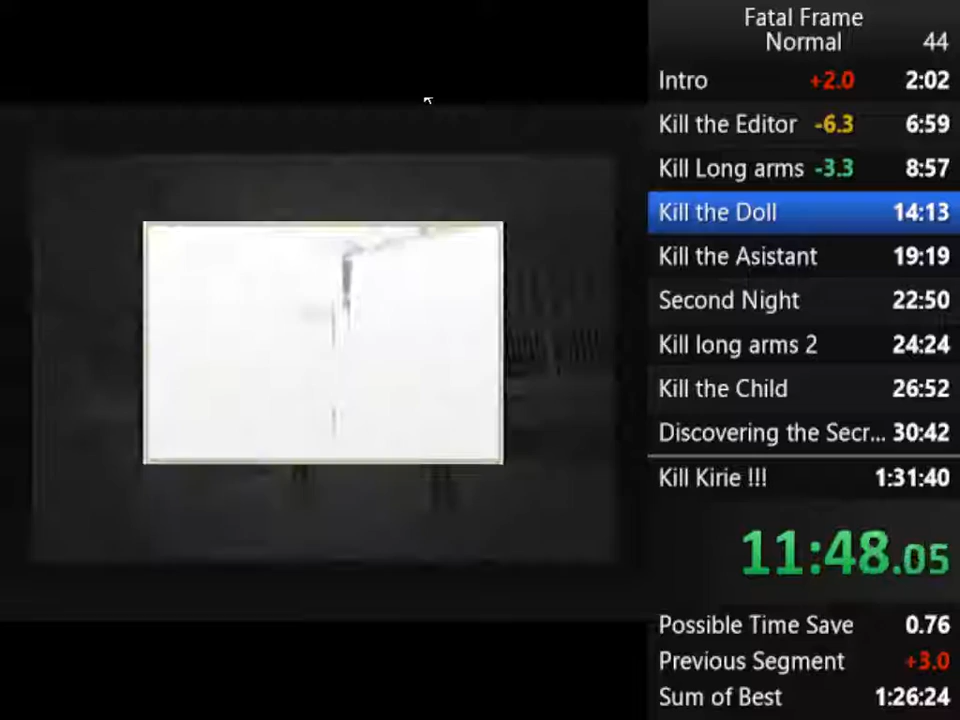 Fatal Frame
Normal 44
Intro +2.0 2:02
Kill the Editor -6.3 6:59
Kill Long arms -3.3 8:57
Kill the Doll 14:13
Kill the Asistant 19:19
Second Night 22:50
Kill long arms 2 24:24
Kill the Child 26:52
Discovering the Secr... 30:42
Kill Kirie !!! 1:31:40
11:48.05
Possible Time Save 0.76
Previous Segment +3.0
Sum of Best 1:26:24